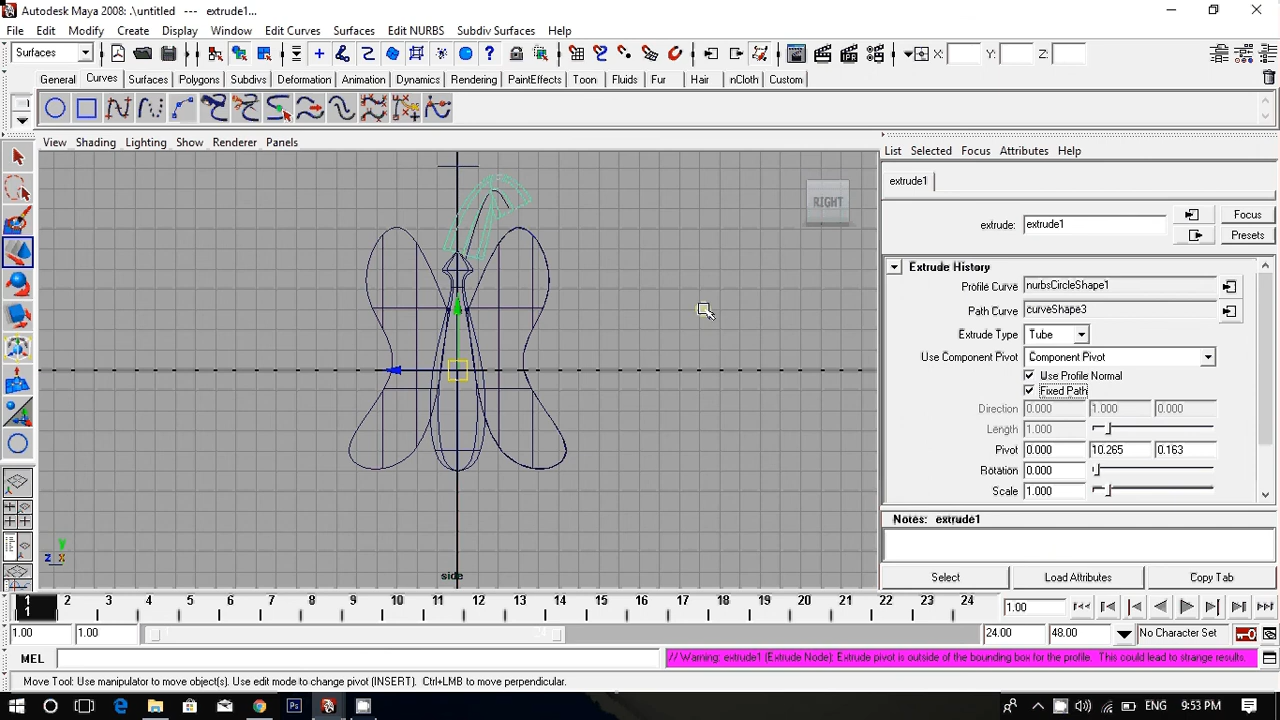 Autodesk Maya 2008: .\untitled --- extrude1...
File Edit Modify Create Display Window Edit Curves Surfaces Edit NURBS Subdiv Surfaces Help
Surfaces X: Y: Z:
General Curves Surfaces Polygons Subdivs Deformation Animation Dynamics Rendering PaintEffects Toon Fluids Fur Hair nCloth Custom
View Shading Lighting Show Renderer Panels
List Selected Focus Attributes Help
extrude1
RIGHT
extrude: extrude1 Focus
Presets
Extrude History
Profile Curve nurbsCircleShape1
Path Curve curveShape3
Extrude Type Tube
Use Component Pivot Component Pivot
Use Profile Normal
Fixed Path
Direction 0.000 1.000 0.000
Length 1.000
Pivot 0.000 10.265 0.163
Rotation 0.000
Scale 1.000
Notes: extrude1
y
z x
side
Select Load Attributes Copy Tab
1 2 3 4 5 6 7 8 9 10 11 12 13 14 15 16 17 18 19 20 21 22 23 24 1.00
1
1.00 1.00 24.00 48.00 No Character Set
MEL // Warning: extrude1 (Extrude Node): Extrude pivot is outside of the bounding box for the profile. This could lead to strange results.
Move Tool: Use manipulator to move object(s). Use edit mode to change pivot (INSERT). Ctrl+LMB to move perpendicular.
ENG 9:53 PM